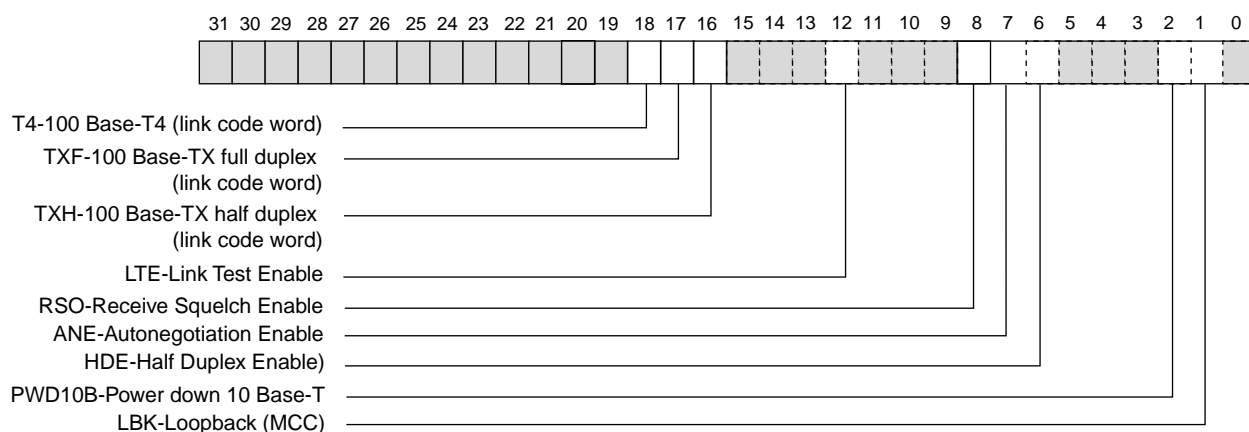 31 30 29 28 27 26 25 24 23 22 21 20 19 18 17 16 15 14 13 12 11 10 9 8 7 6 5 4 3 2 1 0
T4-100 Base-T4 (link code word)
TXF-100 Base-TX full duplex
(link code word)
TXH-100 Base-TX half duplex
(link code word)
LTE-Link Test Enable
RSO-Receive Squelch Enable
ANE-Autonegotiation Enable
HDE-Half Duplex Enable)
PWD10B-Power down 10 Base-T
LBK-Loopback (MCC)